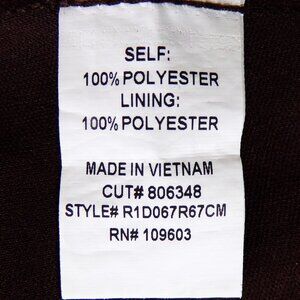 SELF:
100% POLYESTER
LINING:
100% POLYESTER
MADE IN VIETNAM
CUT# 806348
STYLE# R1D067R67CM
RN# 109603